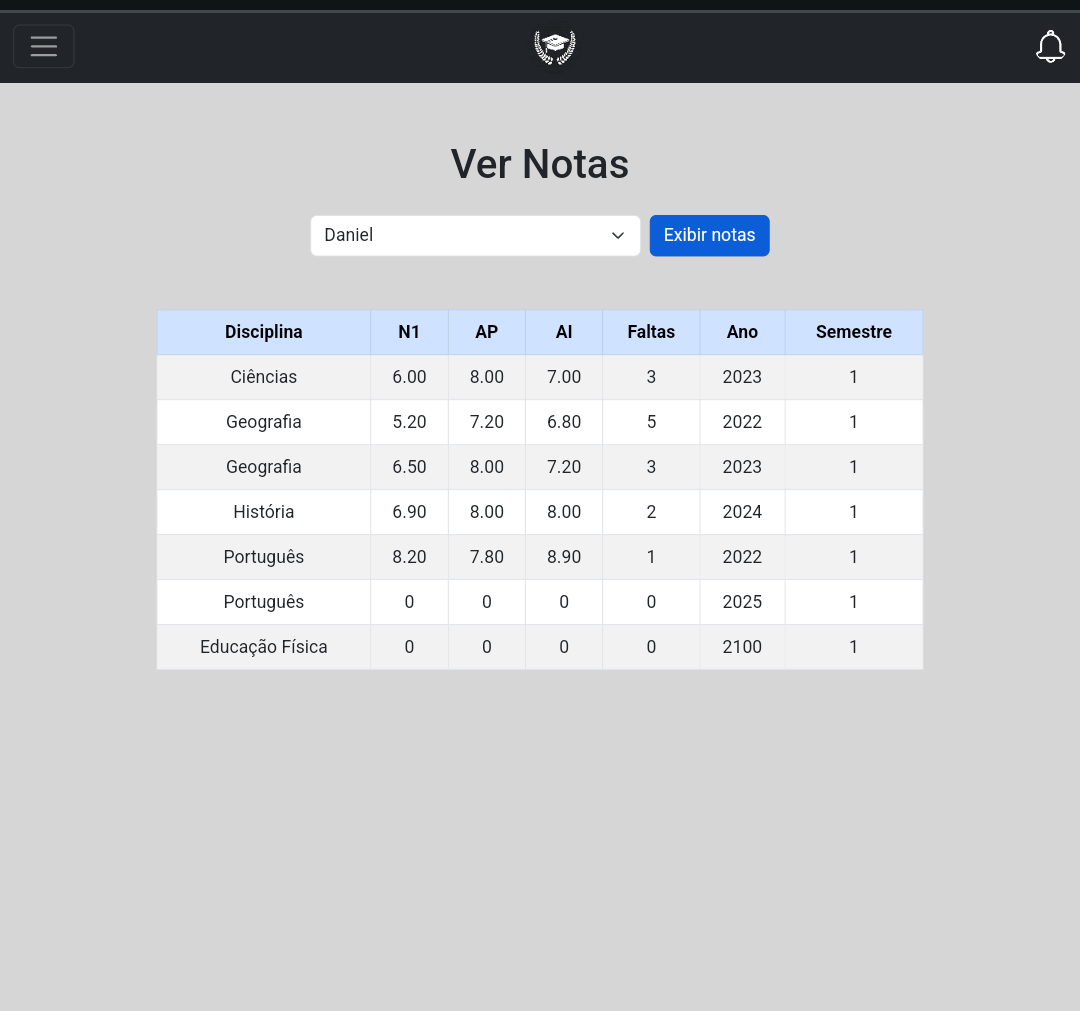 Ver Notas
Daniel Exibir notas
Disciplina N1 AP AI Faltas Ano Semestre
Ciências 6.00 8.00 7.00 3 2023 1
Geografia 5.20 7.20 6.80 5 2022 1
Geografia 6.50 8.00 7.20 3 2023 1
História 6.90 8.00 8.00 2 2024 1
Português 8.20 7.80 8.90 1 2022 1
Português 0 0 0 0 2025 1
Educação Física 0 0 0 0 2100 1